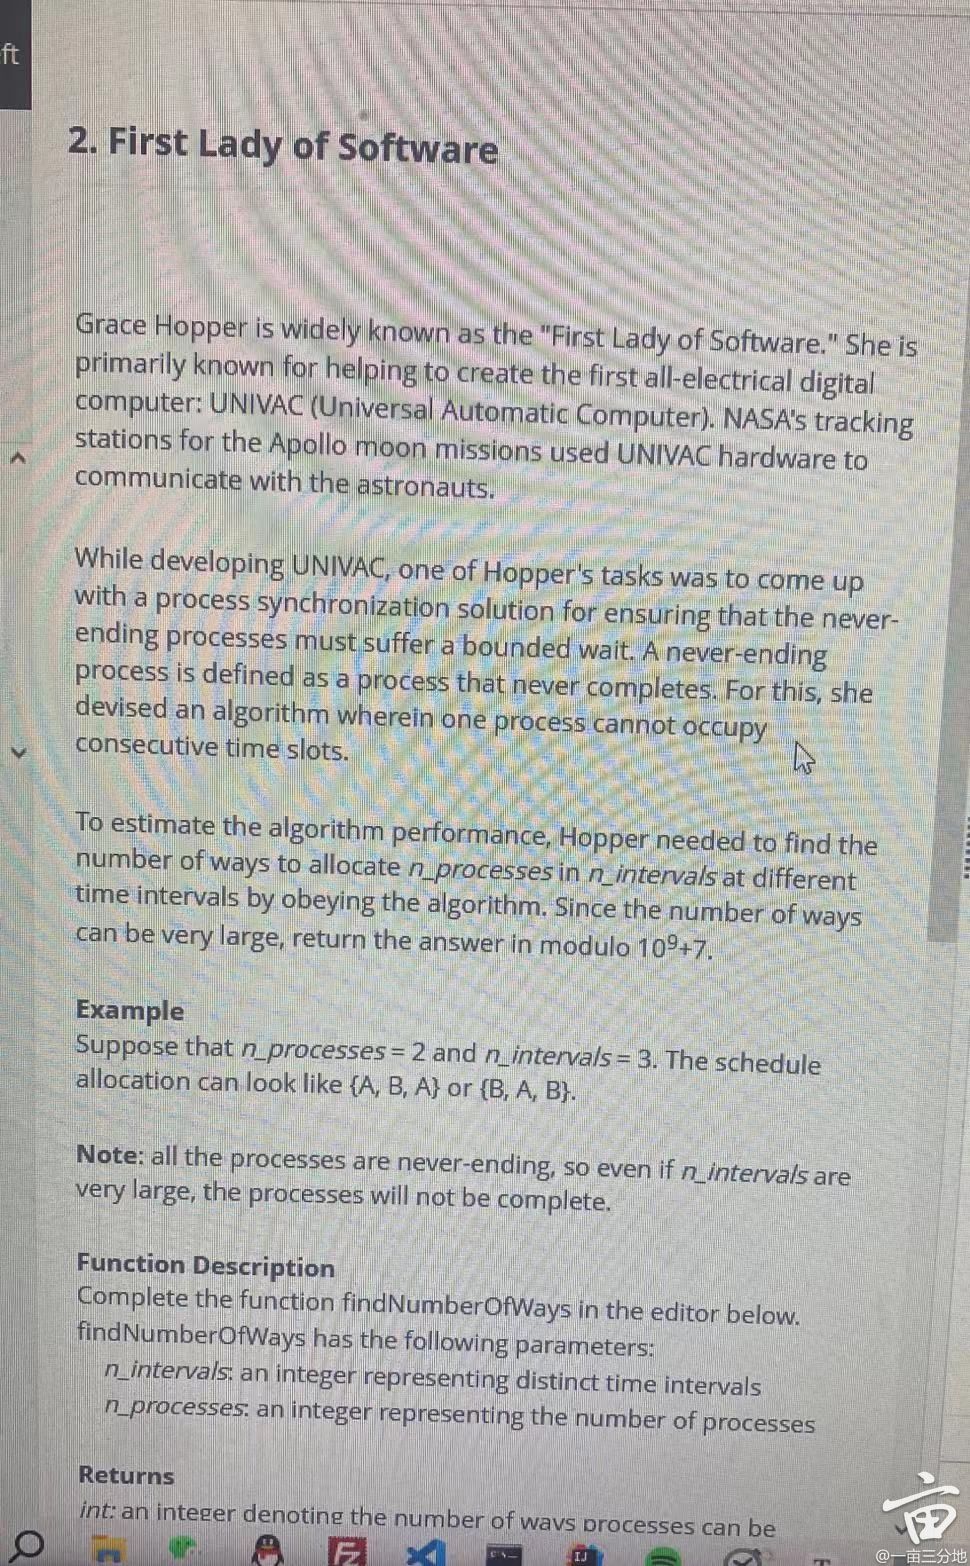 ft
2. First Lady of Software
Grace Hopper is widely known as the "First Lady of Software." She is
primarily known for helping to create the first all-electrical digital
computer: UNIVAC (Universal Automatic Computer). NASA's tracking
stations for the Apollo moon missions used UNIVAC hardware to
communicate with the astronauts.
While developing UNIVAC, one of Hopper's tasks was to come up
with a process synchronization solution for ensuring that the never-
ending processes must suffer a bounded wait. A never-ending
process is defined as a process that never completes. For this, she
devised an algorithm wherein one process cannot occupy
consecutive time slots.
To estimate the algorithm performance, Hopper needed to find the
number of ways to allocate n_processes in n_intervals at different
time intervals by obeying the algorithm. Since the number of ways
can be very large, return the answer in modulo 10⁹+7.
Example
Suppose that n_processes = 2 and n_intervals = 3. The schedule
allocation can look like {A, B, A} or {B, A, B}.
Note: all the processes are never-ending, so even if n_intervals are
very large, the processes will not be complete.
Function Description
Complete the function findNumberOfWays in the editor below.
findNumberOfWays has the following parameters:
n_intervals: an integer representing distinct time intervals
n_processes: an integer representing the number of processes
Returns
int: an integer denoting the number of ways processes can be
FZ
IJ
亩
@一亩三分地